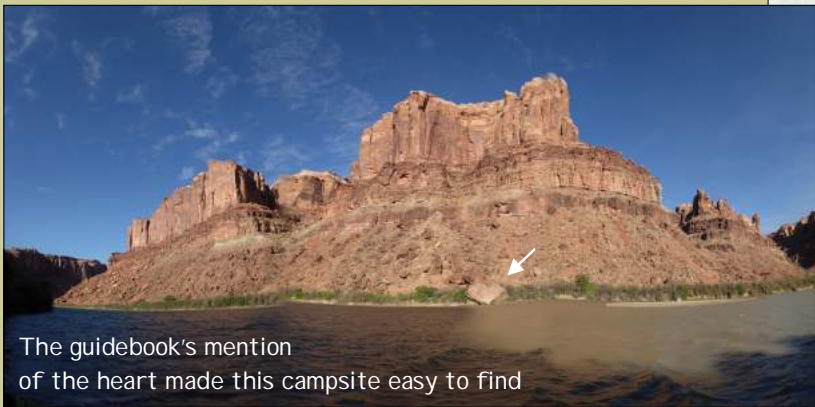 The guidebook's mention
of the heart made this campsite easy to find